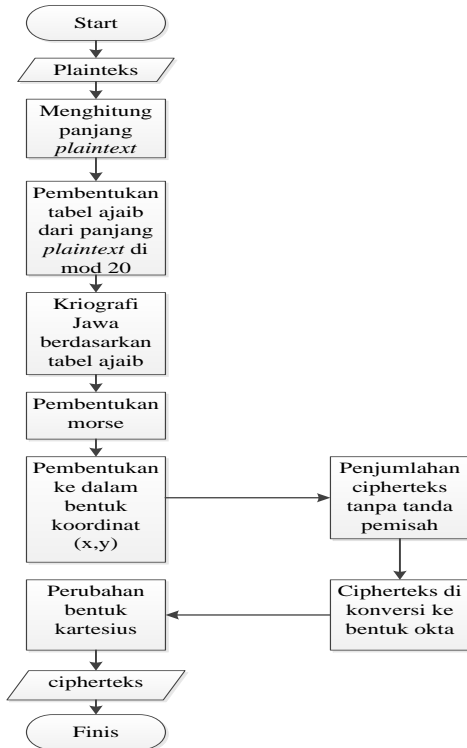 Start
Plainteks
Menghitung
panjang
plaintext
Pembentukan
tabel ajaib
dari panjang
plaintext di
mod 20
Kriografi
Jawa
berdasarkan
tabel ajaib
Pembentukan
morse
Pembentukan
ke dalam
bentuk
koordinat
(x,y)
Penjumlahan
cipherteks
tanpa tanda
pemisah
Cipherteks di
konversi ke
bentuk okta
Perubahan
bentuk
kartesius
cipherteks
Finis